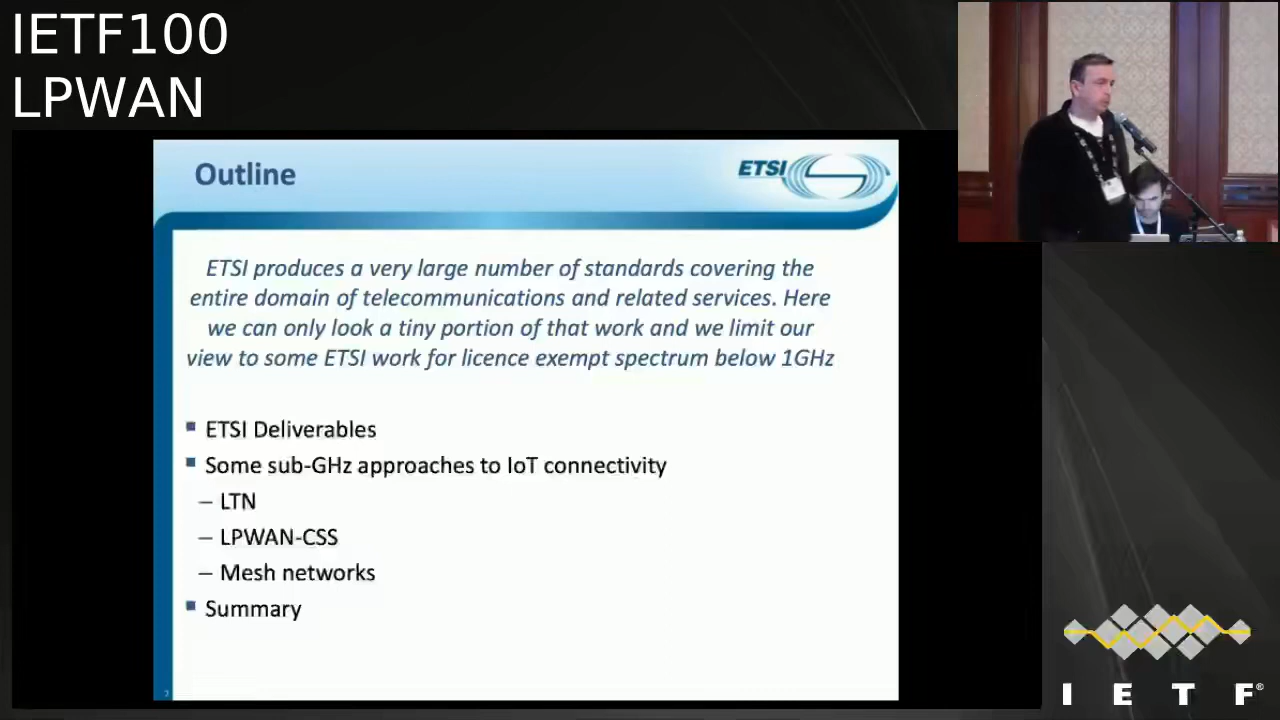 IETF100
LPWAN
Outline
ETSI
ETSI produces a very large number of standards covering the
entire domain of telecommunications and related services. Here
we can only look a tiny portion of that work and we limit our
view to some ETSI work for licence exempt spectrum below 1GHz
ETSI Deliverables
Some sub-GHz approaches to IoT connectivity
– LTN
– LPWAN-CSS
– Mesh networks
Summary
I E T F®